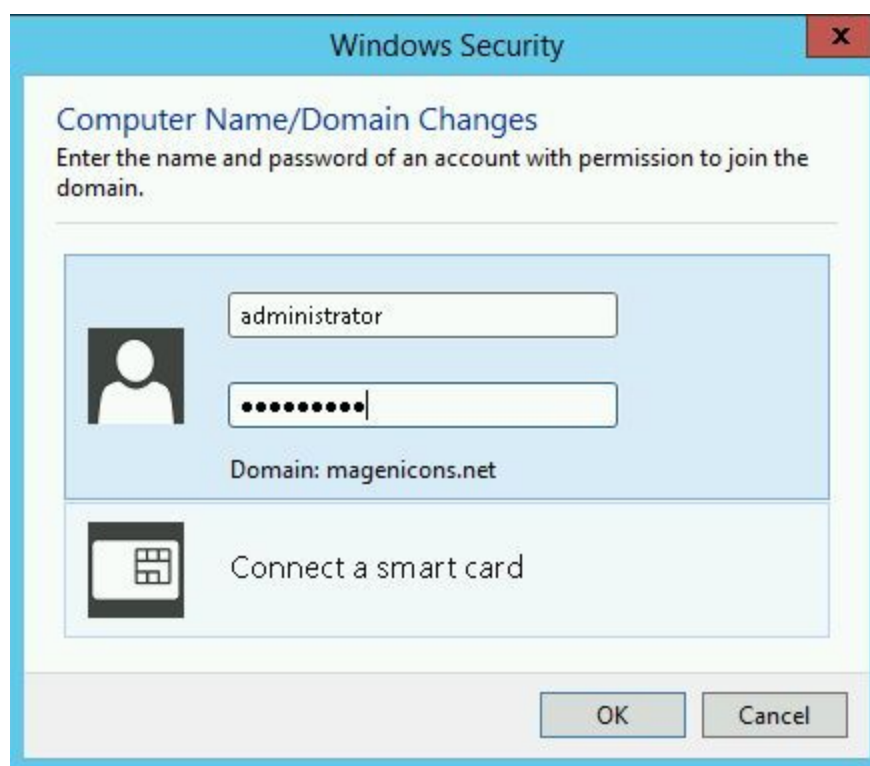 Windows Security
x
Computer Name/Domain Changes
Enter the name and password of an account with permission to join the
domain.
administrator
●●●●●●●●●
Domain: magenicons.net
Connect a smart card
OK
Cancel